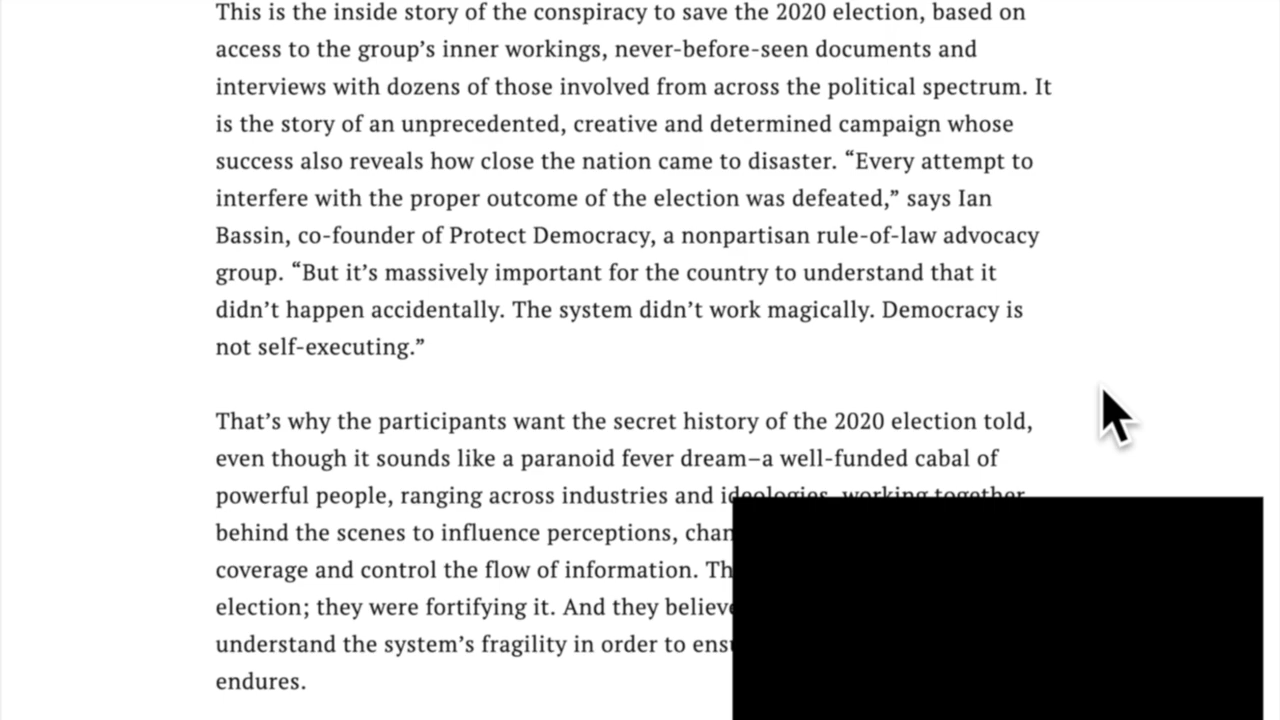 This is the inside story of the conspiracy to save the 2020 election, based on
access to the group’s inner workings, never-before-seen documents and
interviews with dozens of those involved from across the political spectrum. It
is the story of an unprecedented, creative and determined campaign whose
success also reveals how close the nation came to disaster. “Every attempt to
interfere with the proper outcome of the election was defeated,” says Ian
Bassin, co-founder of Protect Democracy, a nonpartisan rule-of-law advocacy
group. “But it’s massively important for the country to understand that it
didn’t happen accidentally. The system didn’t work magically. Democracy is
not self-executing.”
That’s why the participants want the secret history of the 2020 election told,
even though it sounds like a paranoid fever dream–a well-funded cabal of
powerful people, ranging across industries and ideologies, working together
behind the scenes to influence perceptions,
coverage and control the flow of information.
election; they were fortifying it. And they
understand the system’s fragility in order to
endures.